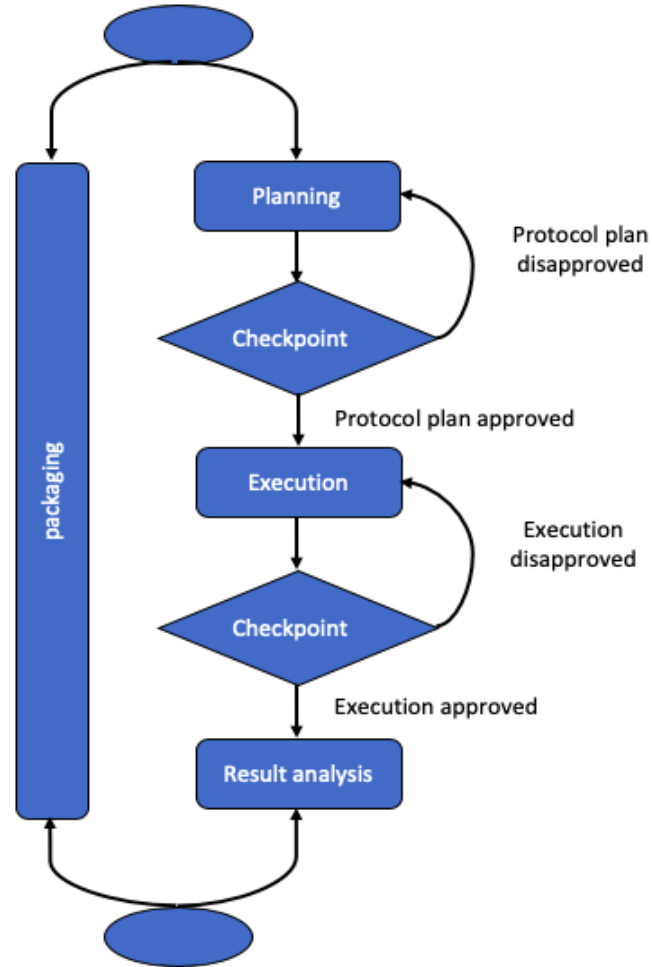 Planning
Protocol plan
disapproved
Checkpoint
Protocol plan approved
packaging
Execution
Execution
disapproved
Checkpoint
Execution approved
Result analysis